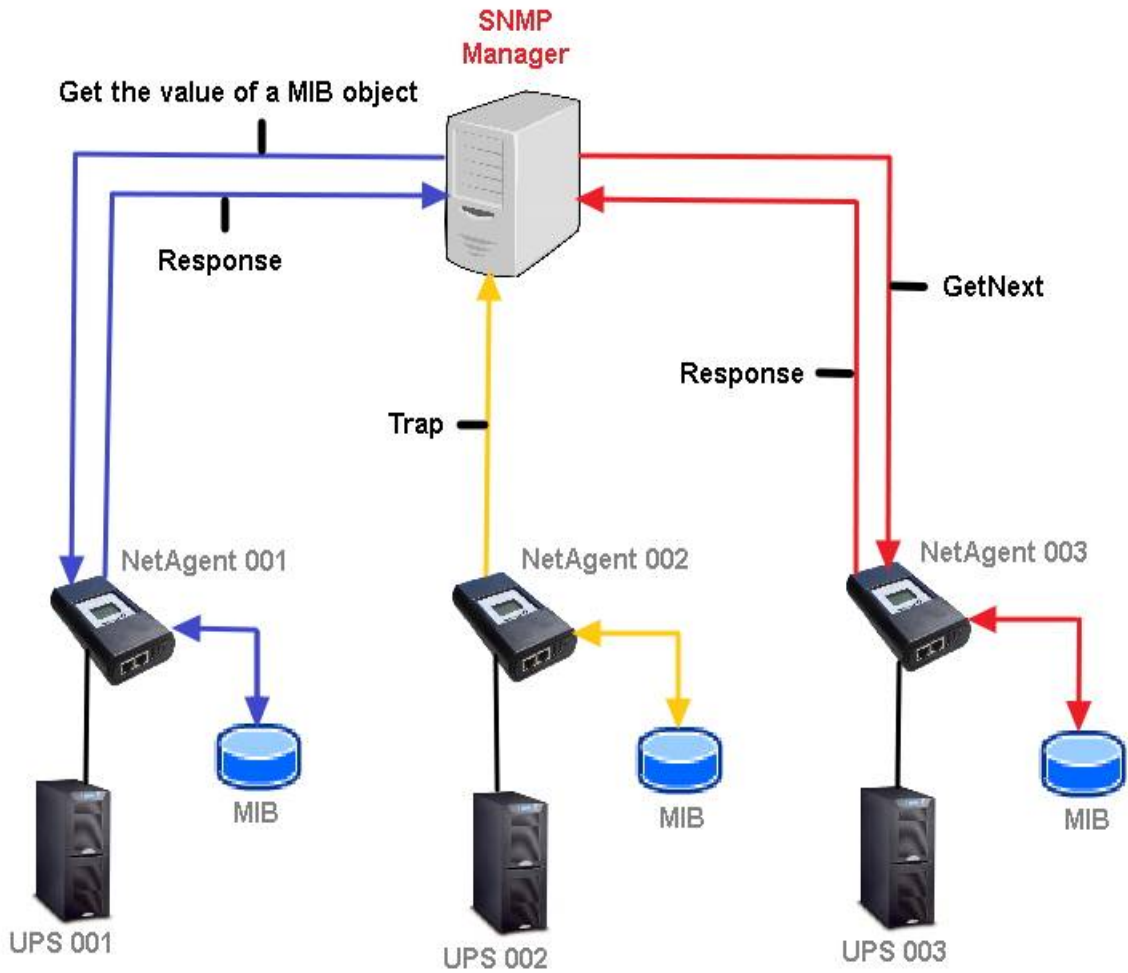 SNMP
Manager
Get the value of a MIB object
Response
GetNext
Response
Trap
NetAgent 001
NetAgent 002
NetAgent 003
MIB
MIB
MIB
UPS 001
UPS 002
UPS 003